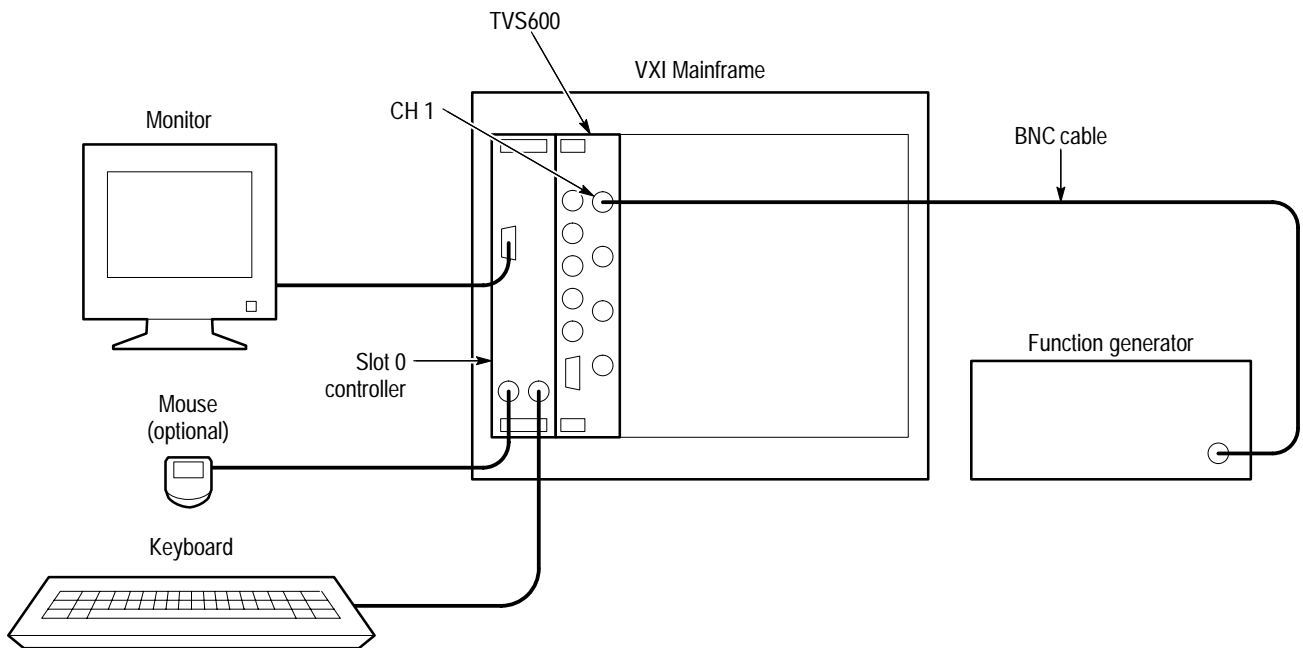 TVS600
VXI Mainframe
CH 1
Monitor
BNC cable
Slot 0
controller
Function generator
Mouse
(optional)
Keyboard